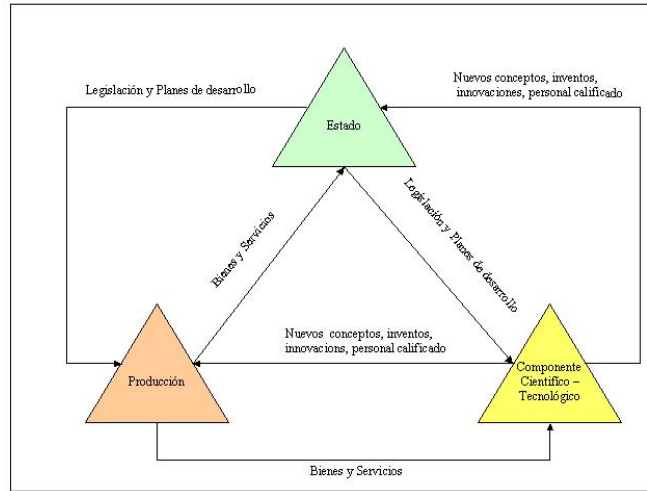 Nuevos conceptos, inventos,
innovaciones, personal calificado
Legislación y Planes de desarrollo
Estado
Bienes y Servicios
Legislación y Planes de desarrollo
Nuevos conceptos, inventos,
innovacions, personal calificado
Producción
Componente
Científico –
Tecnológico
Bienes y Servicios